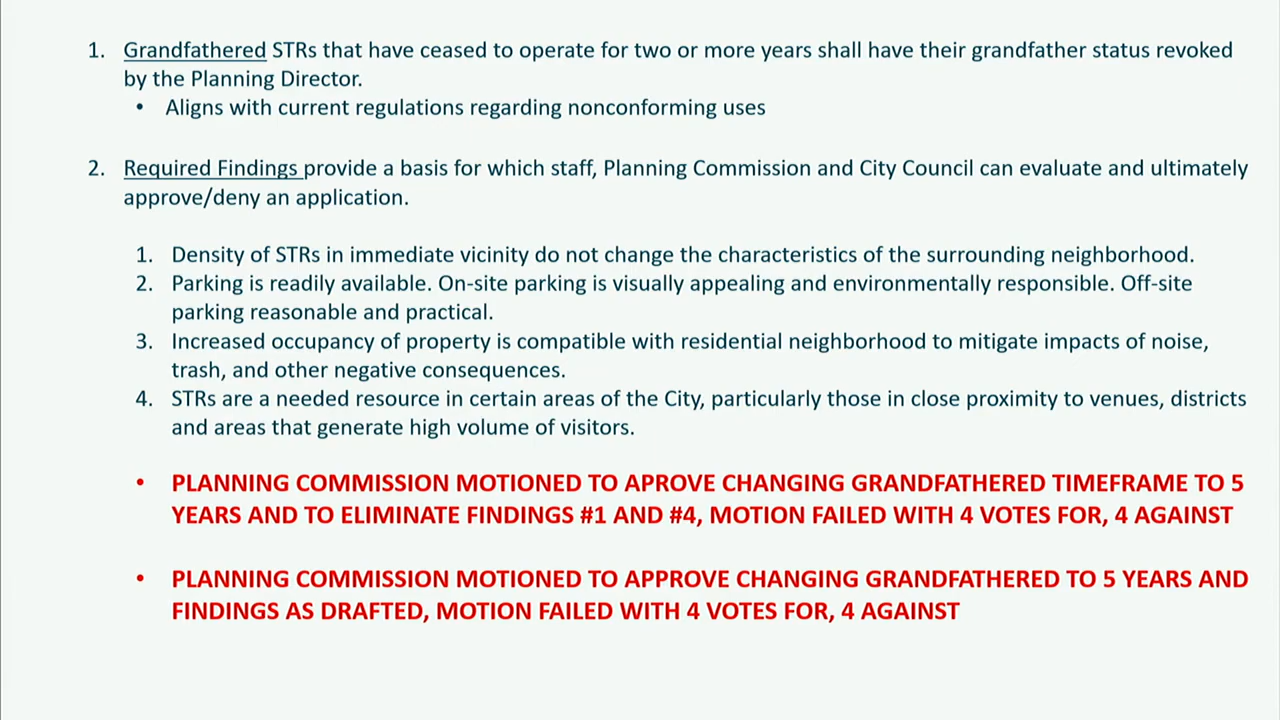 1. Grandfathered STRs that have ceased to operate for two or more years shall have their grandfather status revoked
by the Planning Director.
• Aligns with current regulations regarding nonconforming uses
2. Required Findings provide a basis for which staff, Planning Commission and City Council can evaluate and ultimately
approve/deny an application.
1. Density of STRs in immediate vicinity do not change the characteristics of the surrounding neighborhood.
2. Parking is readily available. On-site parking is visually appealing and environmentally responsible. Off-site
parking reasonable and practical.
3. Increased occupancy of property is compatible with residential neighborhood to mitigate impacts of noise,
trash, and other negative consequences.
4. STRs are a needed resource in certain areas of the City, particularly those in close proximity to venues, districts
and areas that generate high volume of visitors.
• PLANNING COMMISSION MOTIONED TO APROVE CHANGING GRANDFATHERED TIMEFRAME TO 5
YEARS AND TO ELIMINATE FINDINGS #1 AND #4, MOTION FAILED WITH 4 VOTES FOR, 4 AGAINST
• PLANNING COMMISSION MOTIONED TO APPROVE CHANGING GRANDFATHERED TO 5 YEARS AND
FINDINGS AS DRAFTED, MOTION FAILED WITH 4 VOTES FOR, 4 AGAINST